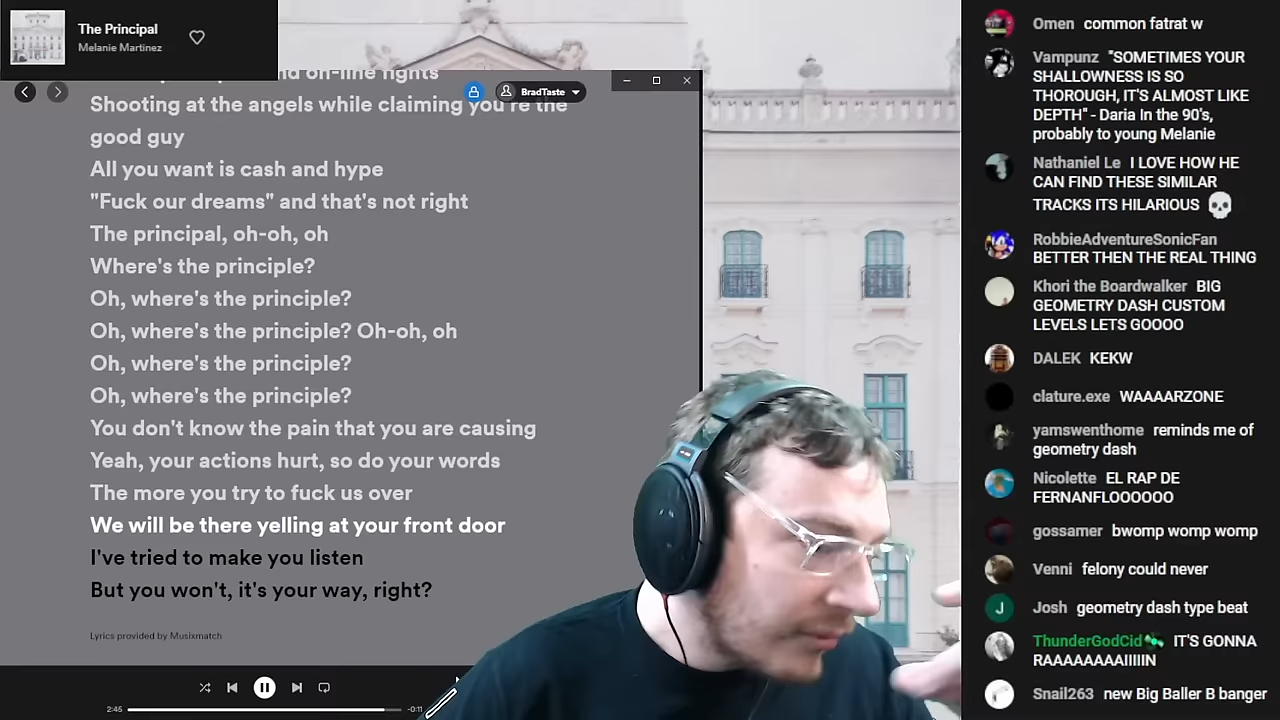 The Principal
Melanie Martinez
nd on-line fights
BradTaste
Shooting at the angels while claiming you're the
good guy
All you want is cash and hype
"Fuck our dreams" and that's not right
The principal, oh-oh, oh
Where's the principle?
Oh, where's the principle?
Oh, where's the principle? Oh-oh, oh
Oh, where's the principle?
Oh, where's the principle?
You don't know the pain that you are causing
Yeah, your actions hurt, so do your words
The more you try to fuck us over
We will be there yelling at your front door
I've tried to make you listen
But you won't, it's your way, right?
Lyrics provided by Musixmatch
2:45
-0:11
Omen common fatrat w
Vampunz "SOMETIMES YOUR
SHALLOWNESS IS SO
THOROUGH, IT'S ALMOST LIKE
DEPTH" - Daria In the 90's,
probably to young Melanie
Nathaniel Le I LOVE HOW HE
CAN FIND THESE SIMILAR
TRACKS ITS HILARIOUS
RobbieAdventureSonicFan
BETTER THEN THE REAL THING
Khori the Boardwalker BIG
GEOMETRY DASH CUSTOM
LEVELS LETS GOOOO
DALEK KEKW
clature.exe WAAAARZONE
yamswenthome reminds me of
geometry dash
Nicolette EL RAP DE
FERNANFLOOOOOO
gossamer bwomp womp womp
Venni felony could never
J
Josh geometry dash type beat
ThunderGodCid IT'S GONNA
RAAAAAAAIIIIIN
Snail263 new Big Baller B banger